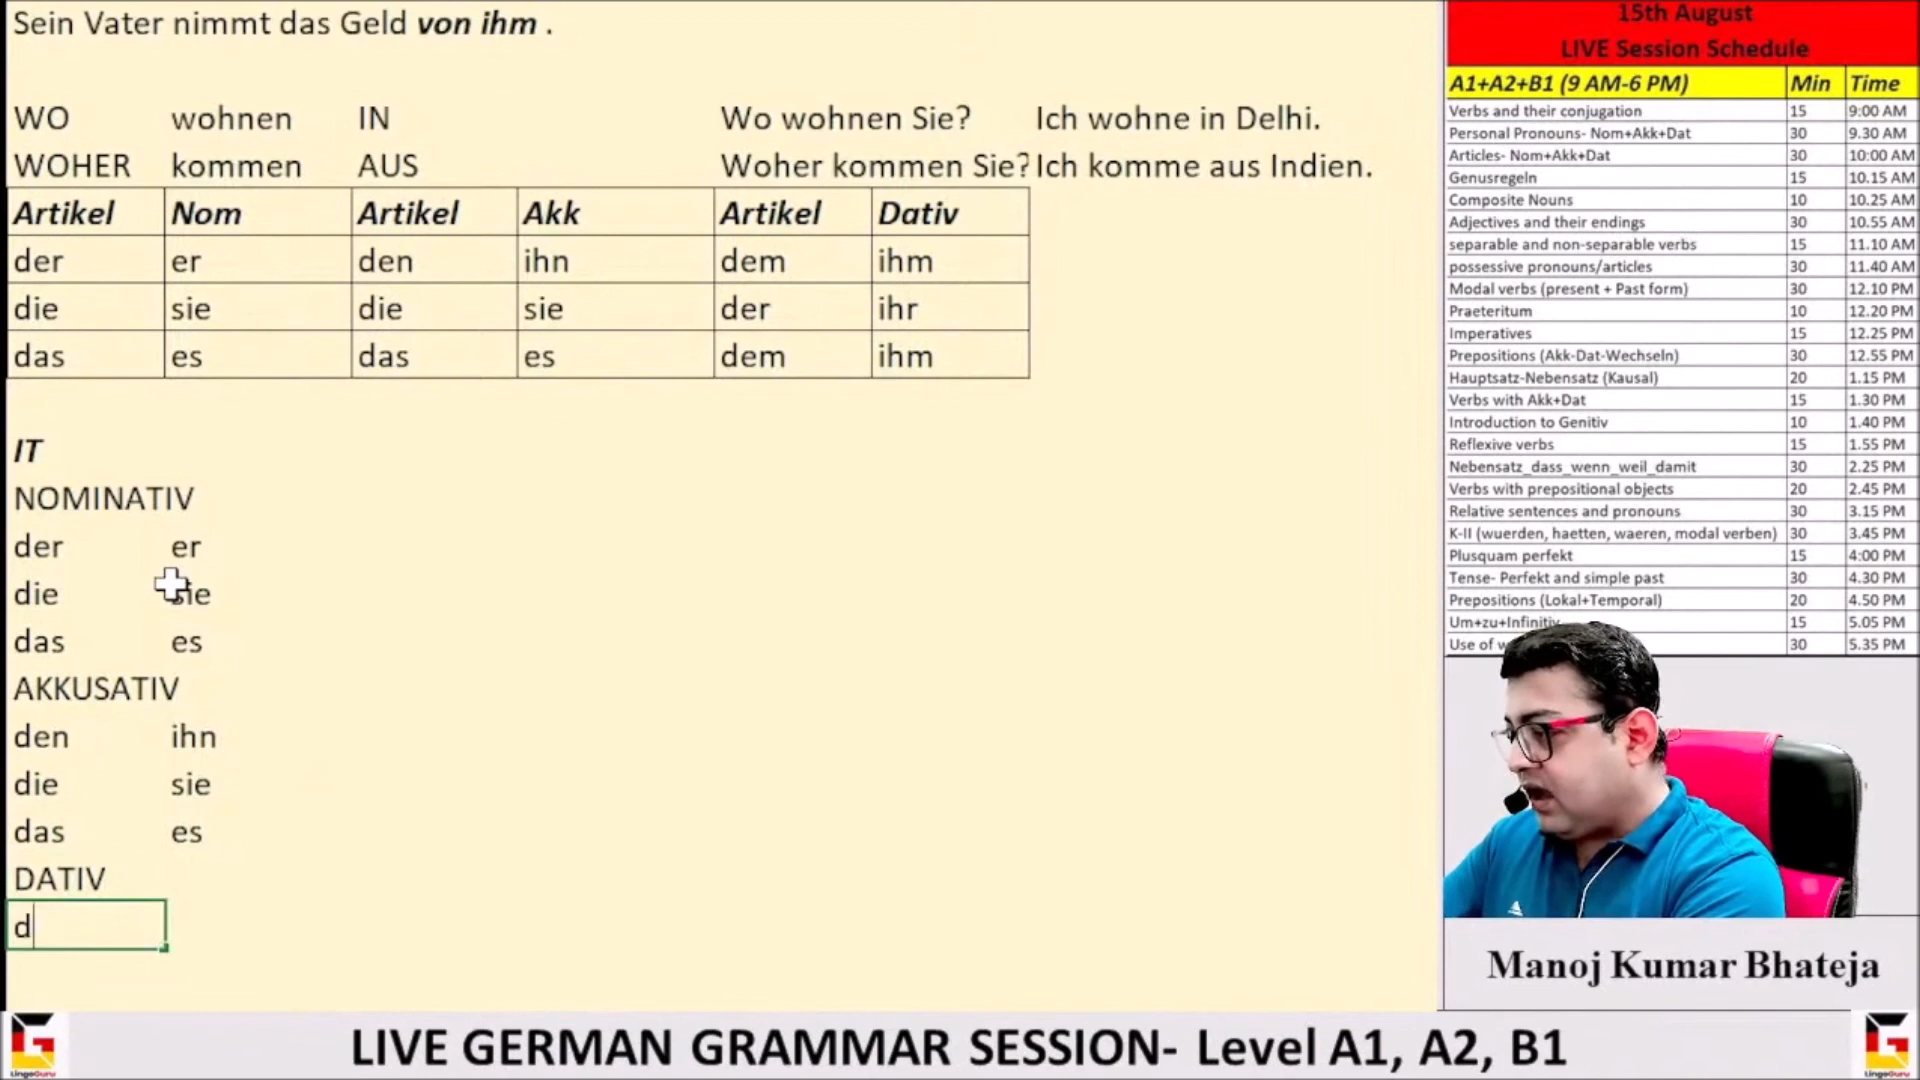 Sein Vater nimmt das Geld von ihm .
WO wohnen IN Wo wohnen Sie? Ich wohne in Delhi.
WOHER kommen AUS Woher kommen Sie? Ich komme aus Indien.
Artikel Nom Artikel Akk Artikel Dativ
der er den ihn dem ihm
die sie die sie der ihr
das es das es dem ihm
IT
NOMINATIV
der er
die sie
das es
AKKUSATIV
den ihn
die sie
das es
DATIV
d
15th August
LIVE Session Schedule
A1+A2+B1 (9 AM-6 PM) Min Time
Verbs and their conjugation 15 9:00 AM
Personal Pronouns- Nom+Akk+Dat 30 9.30 AM
Articles- Nom+Akk+Dat 30 10:00 AM
Genusregeln 15 10.15 AM
Composite Nouns 10 10.25 AM
Adjectives and their endings 30 10.55 AM
separable and non-separable verbs 15 11.10 AM
possessive pronouns/articles 30 11.40 AM
Modal verbs (present + Past form) 30 12.10 PM
Praeteritum 10 12.20 PM
Imperatives 15 12.25 PM
Prepositions (Akk-Dat-Wechseln) 30 12.55 PM
Hauptsatz-Nebensatz (Kausal) 20 1.15 PM
Verbs with Akk+Dat 15 1.30 PM
Introduction to Genitiv 10 1.40 PM
Reflexive verbs 15 1.55 PM
Nebensatz_dass_wenn_weil_damit 30 2.25 PM
Verbs with prepositional objects 20 2.45 PM
Relative sentences and pronouns 30 3.15 PM
K-II (wuerden, haetten, waeren, modal verben) 30 3.45 PM
Plusquam perfekt 15 4:00 PM
Tense- Perfekt and simple past 30 4.30 PM
Prepositions (Lokal+Temporal) 20 4.50 PM
Um+zu+Infinitiv 15 5.05 PM
Use of 30 5.35 PM
Manoj Kumar Bhateja
LIVE GERMAN GRAMMAR SESSION- Level A1, A2, B1
LingoGuru
LingoGuru